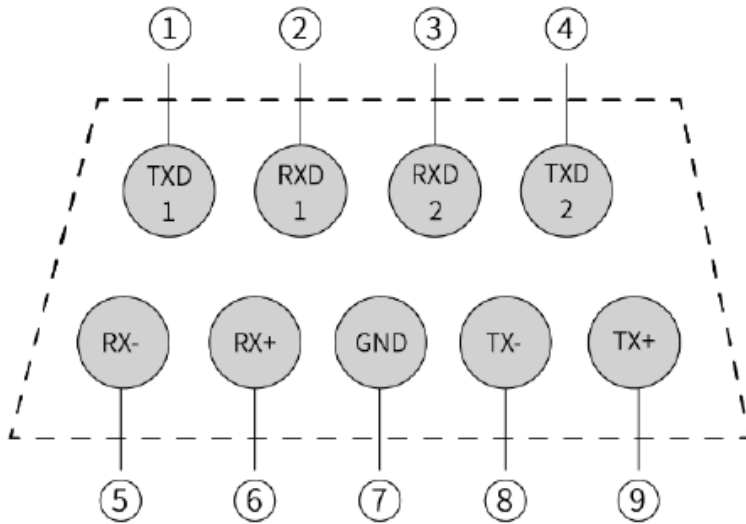 ① ② ③ ④
TXD RXD RXD TXD
1 1 2 2
RX- RX+ GND TX- TX+
⑤ ⑥ ⑦ ⑧ ⑨